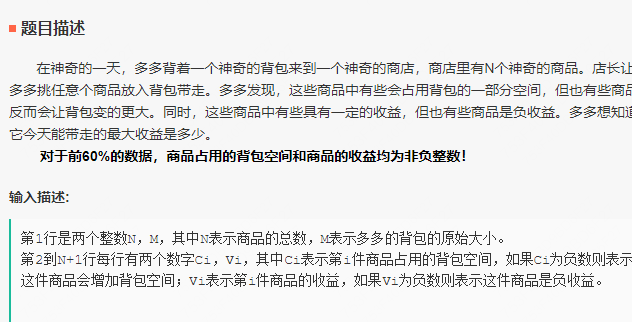 题目描述
在神奇的一天，多多背着一个神奇的背包来到一个神奇的商店，商店里有N个神奇的商品。店长让
多多挑任意个商品放入背包带走。多多发现，这些商品中有些会占用背包的一部分空间，但也有些商品
反而会让背包变的更大。同时，这些商品中有些具有一定的收益，但也有些商品是负收益。多多想知道
它今天能带走的最大收益是多少。
对于前60%的数据，商品占用的背包空间和商品的收益均为非负整数！
输入描述:
第1行是两个整数N，M，其中N表示商品的总数，M表示多多的背包的原始大小。
第2到N+1行每行有两个数字Ci，Vi，其中Ci表示第i件商品占用的背包空间，如果Ci为负数则表示
这件商品会增加背包空间；Vi表示第i件商品的收益，如果Vi为负数则表示这件商品是负收益。